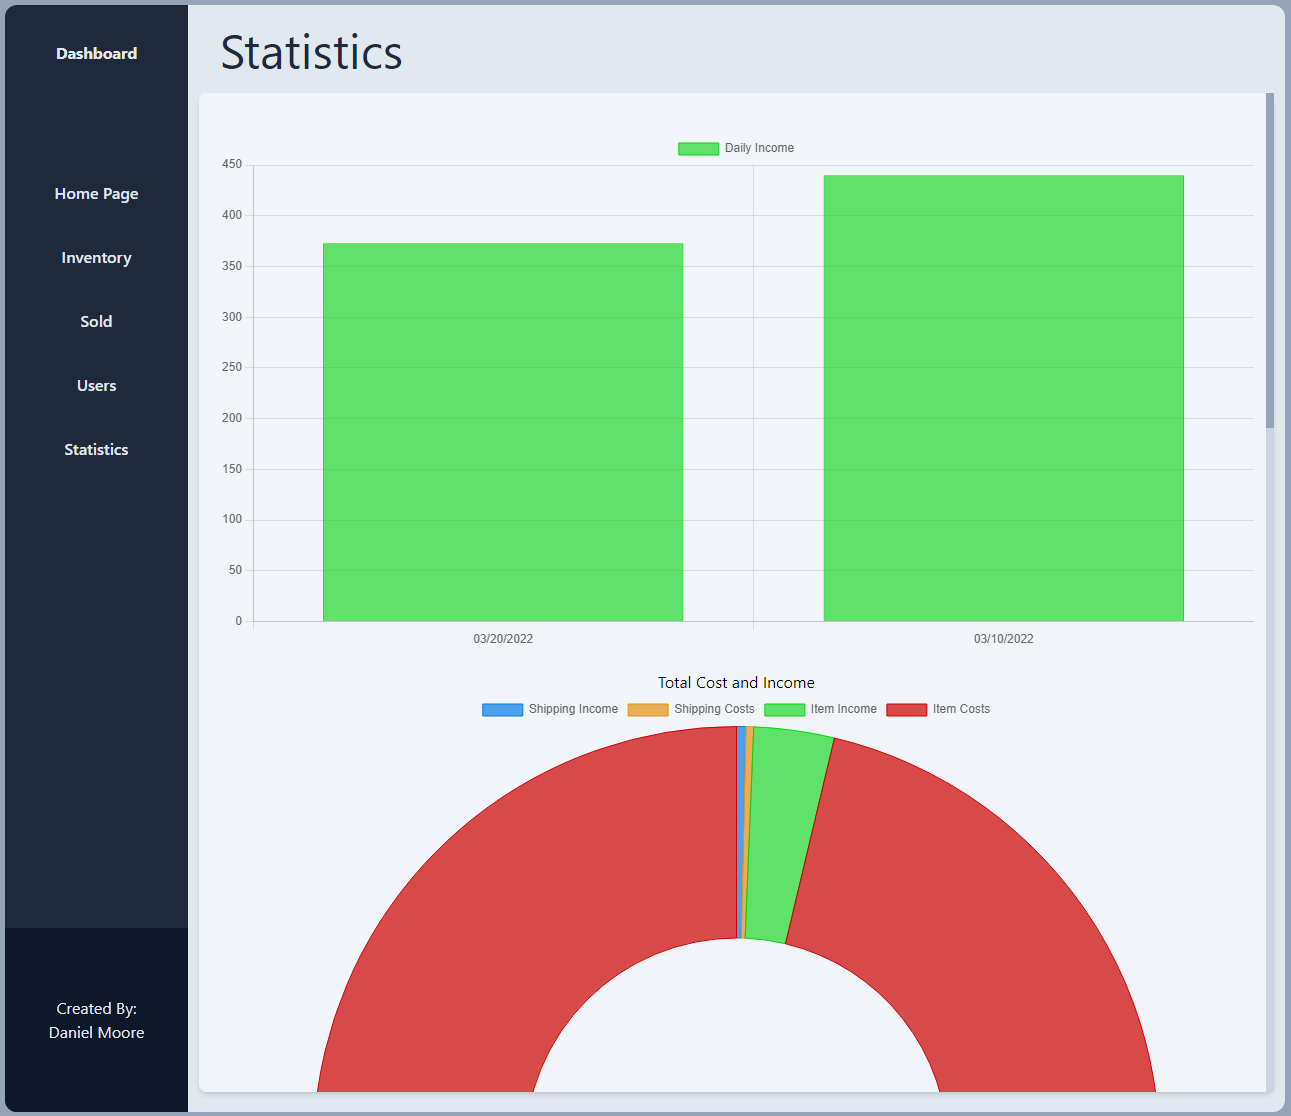 Dashboard
Home Page
Inventory
Sold
Users
Statistics
Created By:
Daniel Moore
Statistics
Daily Income
450
400
350
300
250
200
150
100
50
0
03/20/2022 03/10/2022
Total Cost and Income
Shipping Income Shipping Costs Item Income Item Costs